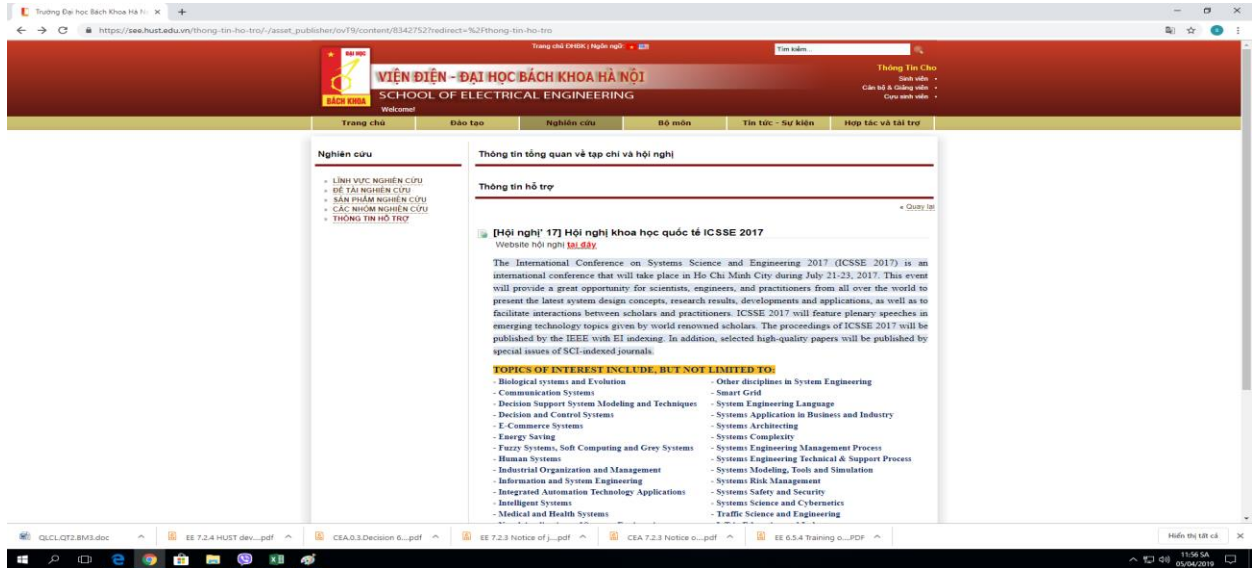 Trường Đại học Bách Khoa Hà N
https://see.hust.edu.vn/thong-tin-ho-tro/-/asset_publisher/ovT9/content/8342752?redirect=%2Fthong-tin-ho-tro
Trang chủ ĐHBK | Ngôn ngữ:
Tìm kiếm...
ĐẠI HỌC
BÁCH KHOA
VIỆN ĐIỆN - ĐẠI HỌC BÁCH KHOA HÀ NỘI
SCHOOL OF ELECTRICAL ENGINEERING
Welcome!
Thông Tin Cho
Sinh viên
Cán bộ & Giảng viên
Cựu sinh viên
Trang chủ
Đào tạo
Nghiên cứu
Bộ môn
Tin tức - Sự kiện
Hợp tác và tài trợ
Nghiên cứu
LĨNH VỰC NGHIÊN CỨU
ĐỀ TÀI NGHIÊN CỨU
SẢN PHẨM NGHIÊN CỨU
CÁC NHÓM NGHIÊN CỨU
THÔNG TIN HỖ TRỢ
Thông tin tổng quan về tạp chí và hội nghị
Thông tin hỗ trợ
« Quay lại
[Hội nghị' 17] Hội nghị khoa học quốc tế ICSSE 2017
Website hội nghị tại đây
The International Conference on Systems Science and Engineering 2017 (ICSSE 2017) is an
international conference that will take place in Ho Chi Minh City during July 21-23, 2017. This event
will provide a great opportunity for scientists, engineers, and practitioners from all over the world to
present the latest system design concepts, research results, developments and applications, as well as to
facilitate interactions between scholars and practitioners. ICSSE 2017 will feature plenary speeches in
emerging technology topics given by world renowned scholars. The proceedings of ICSSE 2017 will be
published by the IEEE with EI indexing. In addition, selected high-quality papers will be published by
special issues of SCI-indexed journals.
TOPICS OF INTEREST INCLUDE, BUT NOT LIMITED TO:
- Biological systems and Evolution
- Communication Systems
- Decision Support System Modeling and Techniques
- Decision and Control Systems
- E-Commerce Systems
- Energy Saving
- Fuzzy Systems, Soft Computing and Grey Systems
- Human Systems
- Industrial Organization and Management
- Information and System Engineering
- Integrated Automation Technology Applications
- Intelligent Systems
- Medical and Health Systems
- Other disciplines in System Engineering
- Smart Grid
- System Engineering Language
- Systems Application in Business and Industry
- Systems Architecting
- Systems Complexity
- Systems Engineering Management Process
- Systems Engineering Technical & Support Process
- Systems Modeling, Tools and Simulation
- Systems Risk Management
- Systems Safety and Security
- Systems Science and Cybernetics
- Traffic Science and Engineering
QLCL.QT2.BM3.doc
EE 7.2.4 HUST dev....pdf
CEA.0.3.Decision 6....pdf
EE 7.2.3 Notice of j....pdf
CEA 7.2.3 Notice o....pdf
EE 6.5.4 Training o....PDF
Hiển thị tất cả
11:56 SA
05/04/2019